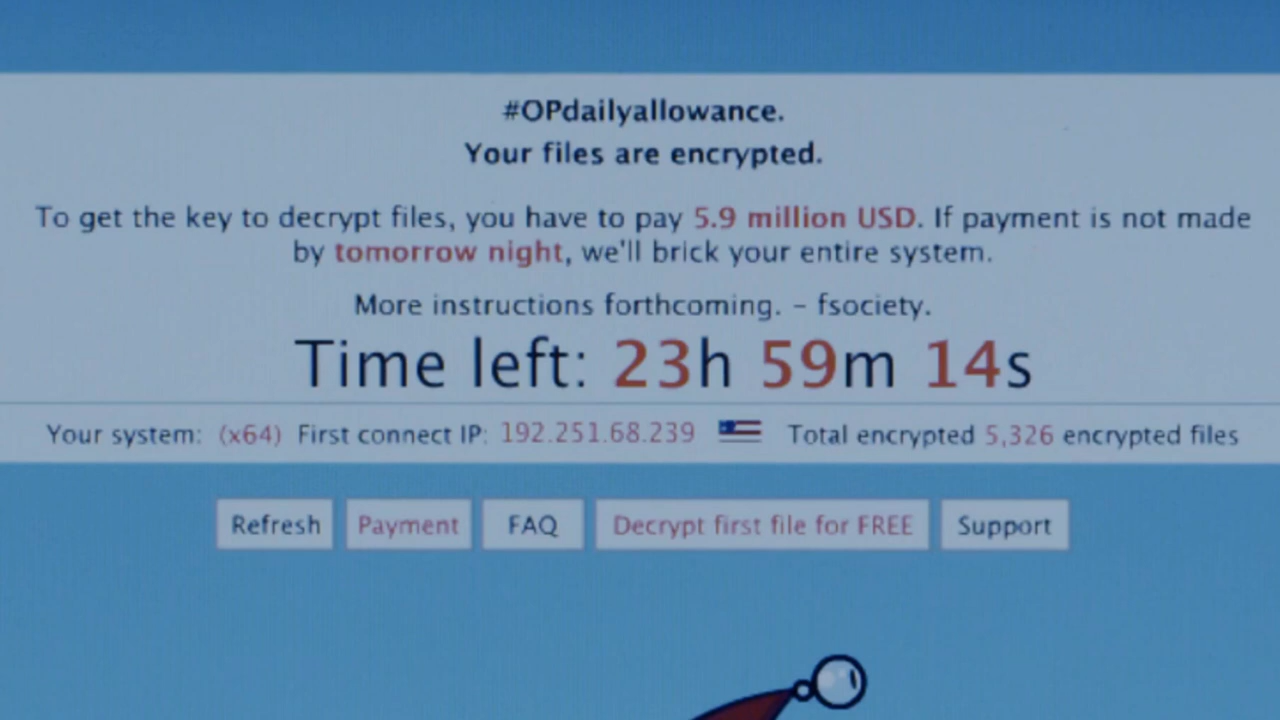 #OPdailyallowance.
Your files are encrypted.
To get the key to decrypt files, you have to pay 5.9 million USD. If payment is not made
by tomorrow night, we'll brick your entire system.
More instructions forthcoming. – fsociety.
Time left: 23h 59m 14s
Your system: (x64) First connect IP: 192.251.68.239 Total encrypted 5,326 encrypted files
Refresh Payment FAQ Decrypt first file for FREE Support